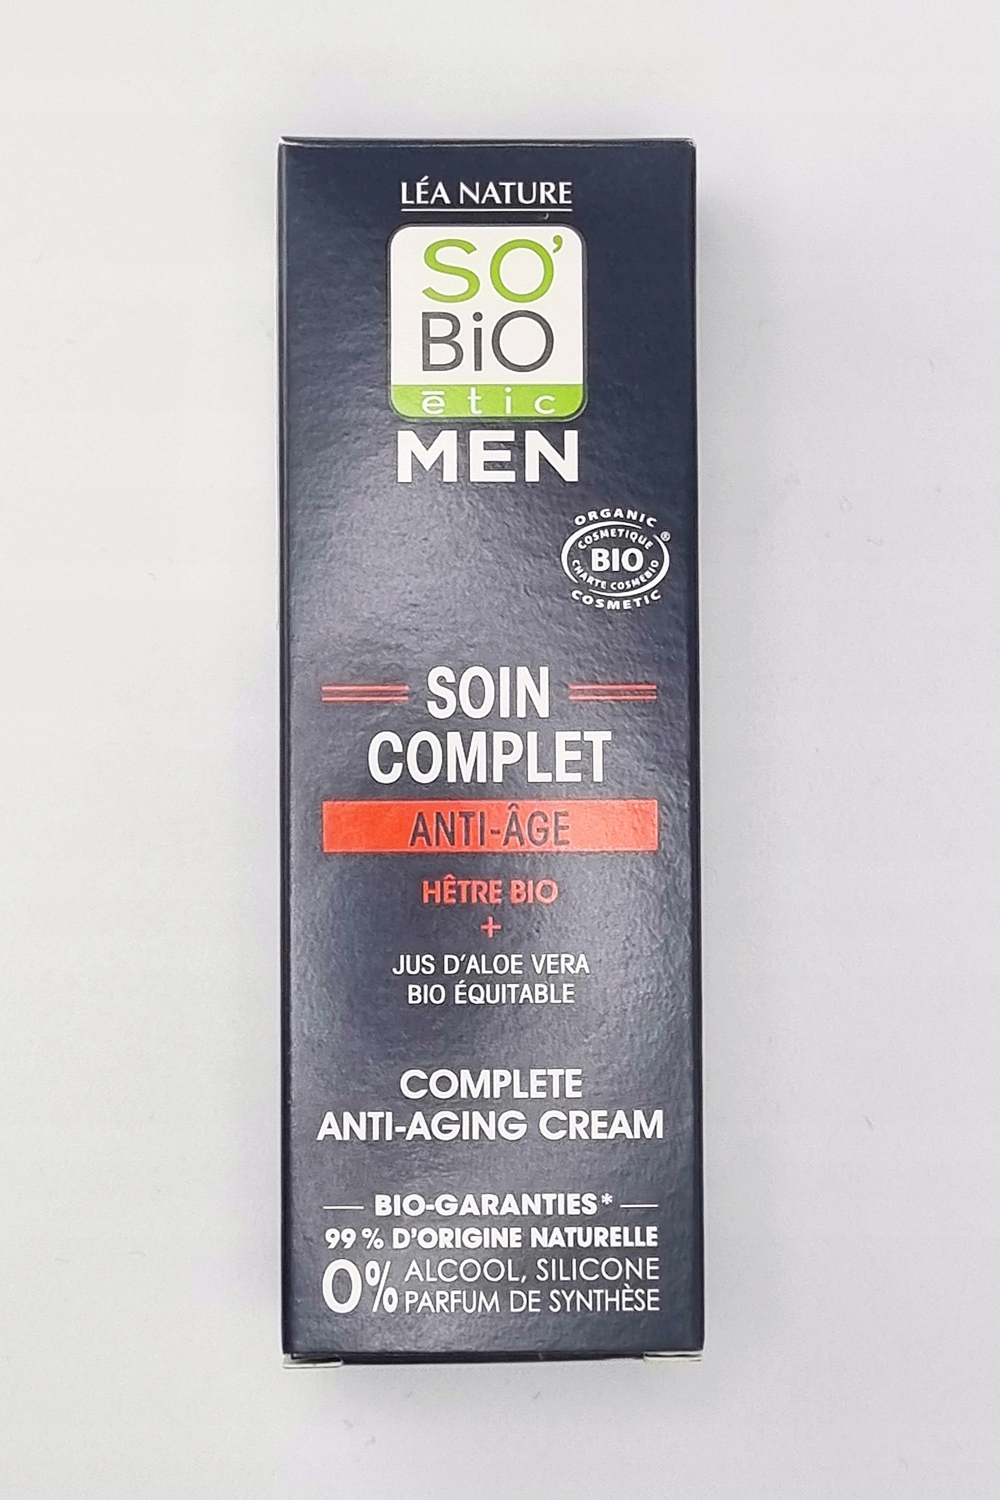 LÉA NATURE
SO'
BiO
ētic
MEN
ORGANIC
COSMETIQUE
BIO
CHARTE COSMEBIO
COSMETIC
®
SOIN
COMPLET
ANTI-ÂGE
HÊTRE BIO
+
JUS D'ALOE VERA
BIO ÉQUITABLE
COMPLETE
ANTI-AGING CREAM
BIO-GARANTIES*
99 % D'ORIGINE NATURELLE
0% ALCOOL, SILICONE
PARFUM DE SYNTHÈSE